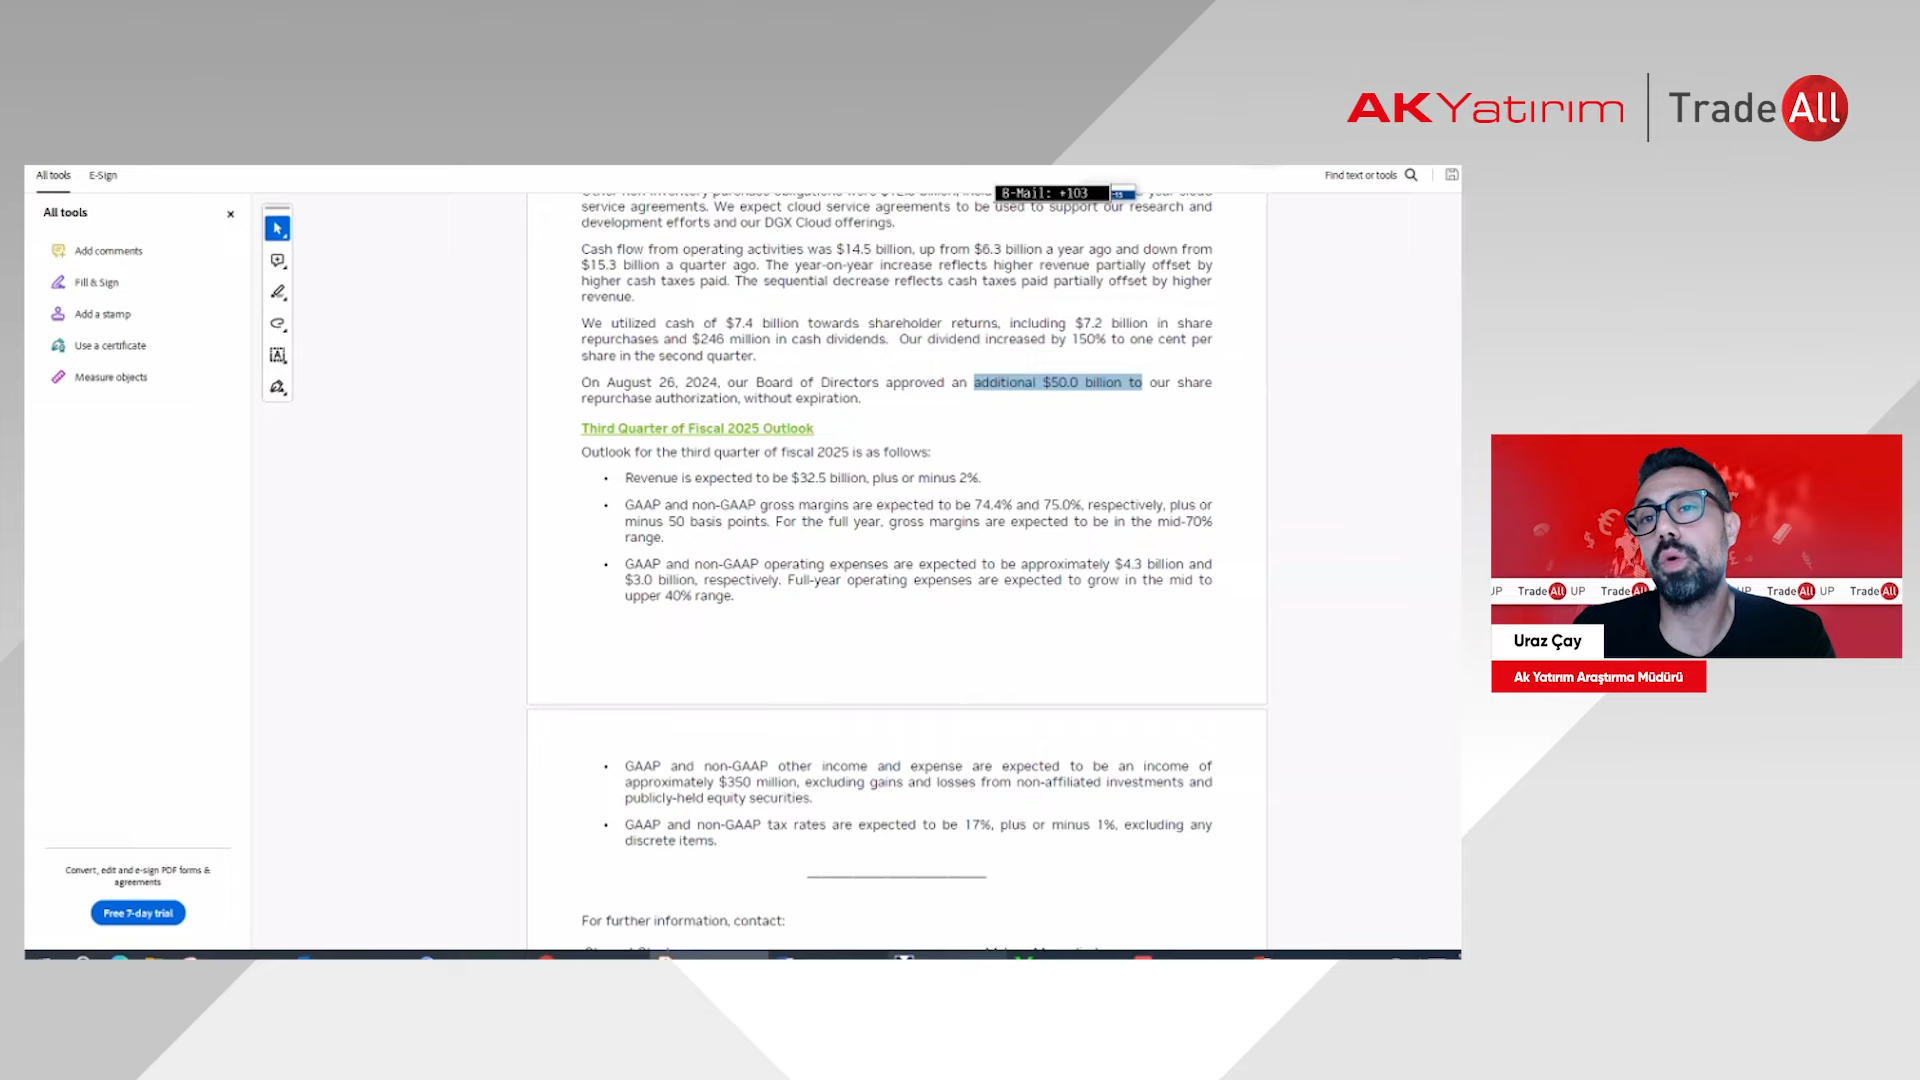 AKYatırım
TradeAll
All tools
E-Sign
Find text or tools
All tools
Add comments
Fill & Sign
Add a stamp
Use a certificate
Measure objects
Convert, edit and e-sign PDF forms &
agreements
Free 7-day trial
B-Mail: +103
service agreements. We expect cloud service agreements to be used to support our research and
development efforts and our DGX Cloud offerings.
Cash flow from operating activities was $14.5 billion, up from $6.3 billion a year ago and down from
$15.3 billion a quarter ago. The year-on-year increase reflects higher revenue partially offset by
higher cash taxes paid. The sequential decrease reflects cash taxes paid partially offset by higher
revenue.
We utilized cash of $7.4 billion towards shareholder returns, including $7.2 billion in share
repurchases and $246 million in cash dividends. Our dividend increased by 150% to one cent per
share in the second quarter.
On August 26, 2024, our Board of Directors approved an additional $50.0 billion to our share
repurchase authorization, without expiration.
Third Quarter of Fiscal 2025 Outlook
Outlook for the third quarter of fiscal 2025 is as follows:
• Revenue is expected to be $32.5 billion, plus or minus 2%.
• GAAP and non-GAAP gross margins are expected to be 74.4% and 75.0%, respectively, plus or
minus 50 basis points. For the full year, gross margins are expected to be in the mid-70%
range.
• GAAP and non-GAAP operating expenses are expected to be approximately $4.3 billion and
$3.0 billion, respectively. Full-year operating expenses are expected to grow in the mid to
upper 40% range.
• GAAP and non-GAAP other income and expense are expected to be an income of
approximately $350 million, excluding gains and losses from non-affiliated investments and
publicly-held equity securities.
• GAAP and non-GAAP tax rates are expected to be 17%, plus or minus 1%, excluding any
discrete items.
For further information, contact:
UP TradeAll UP TradeAll UP TradeAll UP TradeAll
Uraz Çay
Ak Yatırım Araştırma Müdürü